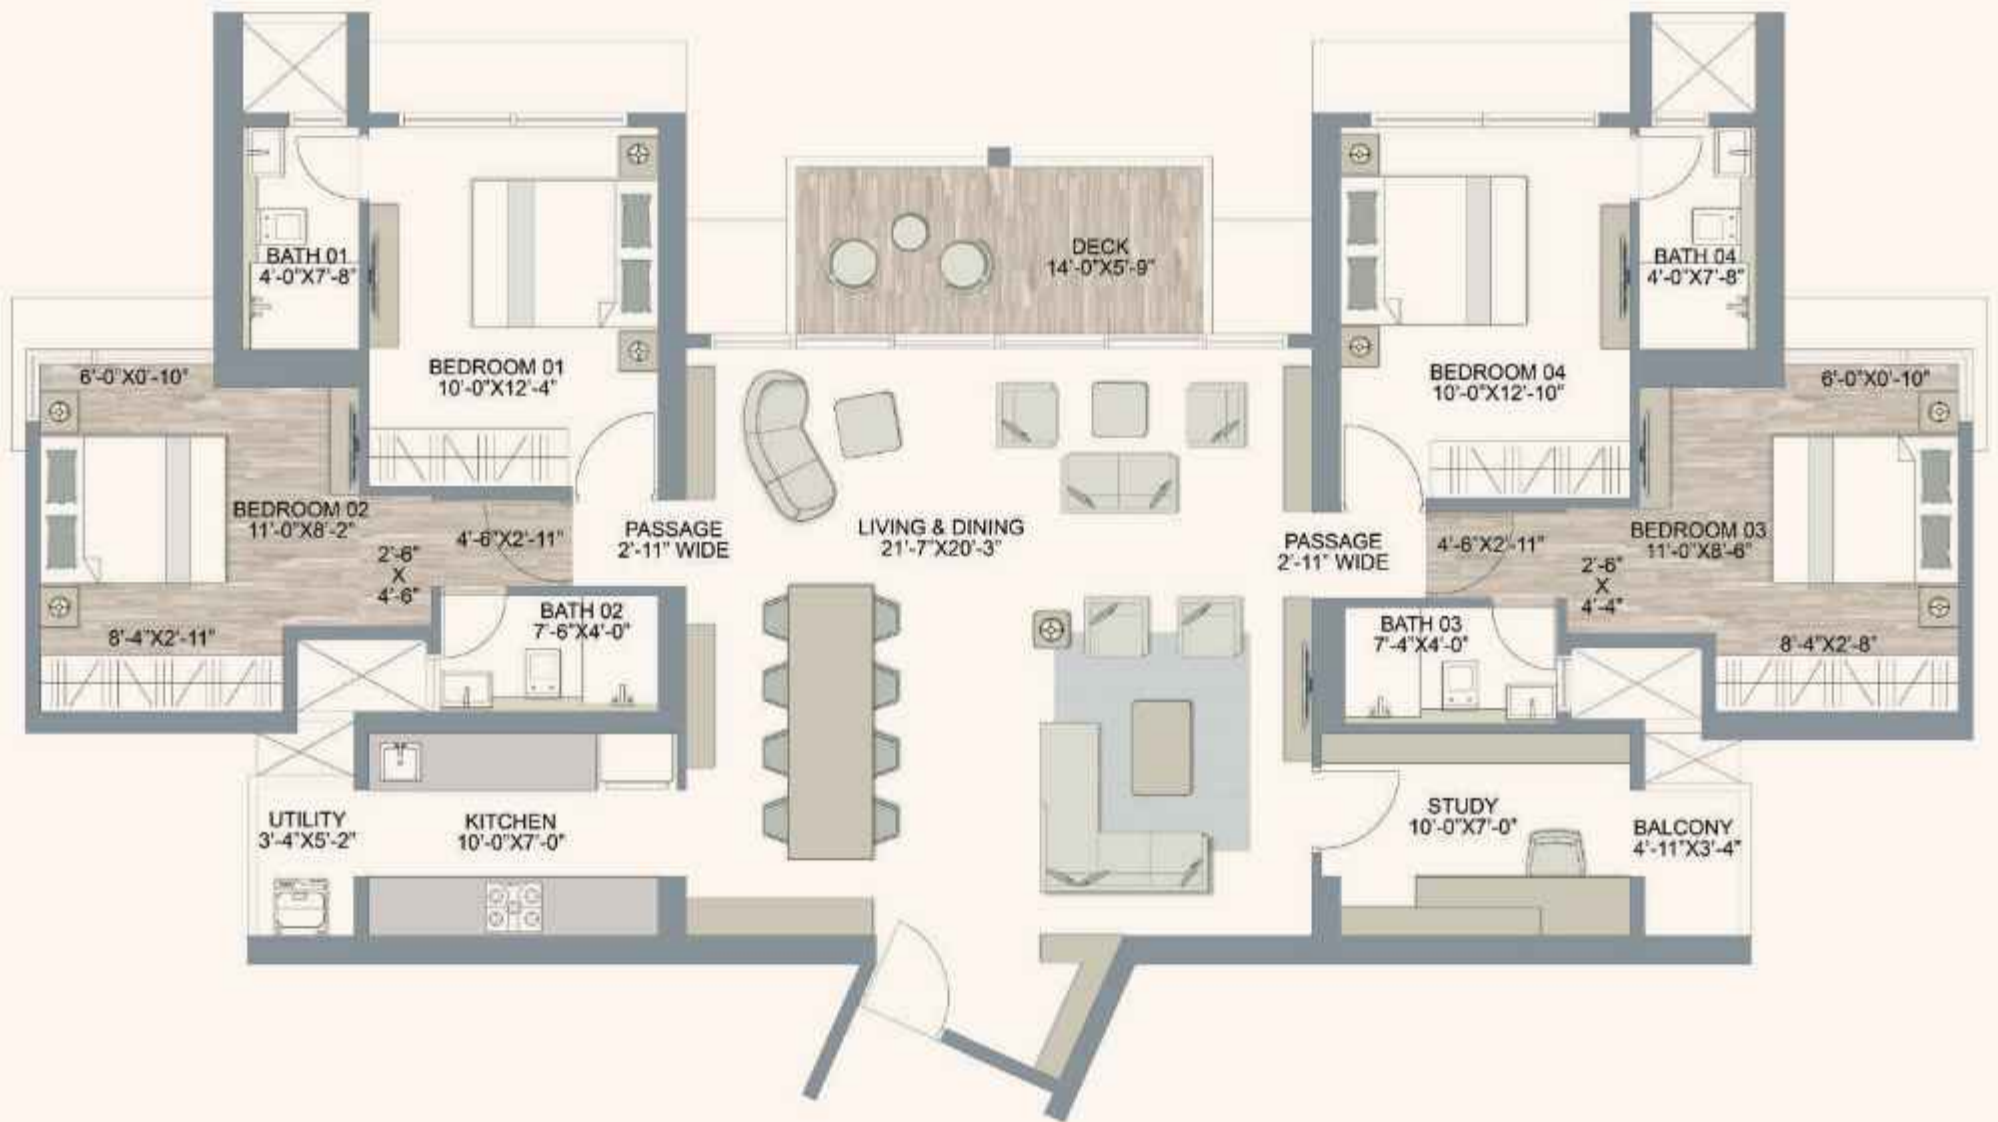 BATH 01
4'-0"X7'-8"
DECK
14'-0"X5'-9"
BATH 04
4'-0"X7'-8"
6'-0"X0'-10"
BEDROOM 01
10'-0"X12'-4"
BEDROOM 04
10'-0"X12'-10"
6'-0"X0'-10"
BEDROOM 02
11'-0"X8'-2"
4'-6"X2'-11"
2'-6"
X
4'-6"
PASSAGE
2'-11" WIDE
LIVING & DINING
21'-7"X20'-3"
PASSAGE
2'-11" WIDE
4'-6"X2'-11"
BEDROOM 03
11'-0"X8'-6"
2'-6"
X
4'-4"
8'-4"X2'-11"
BATH 02
7'-6"X4'-0"
BATH 03
7'-4"X4'-0"
8'-4"X2'-8"
UTILITY
3'-4"X5'-2"
KITCHEN
10'-0"X7'-0"
STUDY
10'-0"X7'-0"
BALCONY
4'-11"X3'-4"